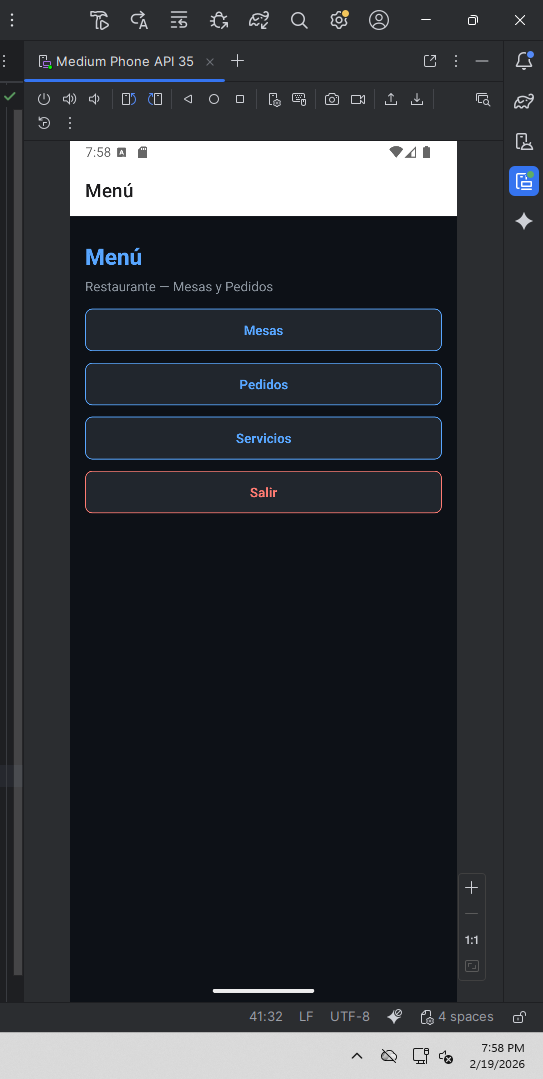 Medium Phone API 35
7:58
Menú
Menú
Restaurante — Mesas y Pedidos
Mesas
Pedidos
Servicios
Salir
1:1
41:32 LF UTF-8 4 spaces
7:58 PM
2/19/2026